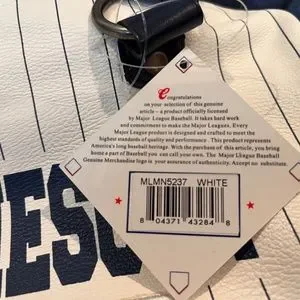 Congratulations
on your selection of this genuine
article – a product officially licensed
by Major League Baseball. It takes hard work
and commitment to make the Major Leagues. Every
Major League product is designed and crafted to meet the
highest standards of quality and performance. This product represents
America's long baseball heritage. With the purchase of this article, you bring
home a part of Baseball you can call your own. The Major League Baseball
Genuine Merchandise logo is your assurance of authenticity. Accept no substitute.
MLMN5237 WHITE
8 04371 43284 8
NESO